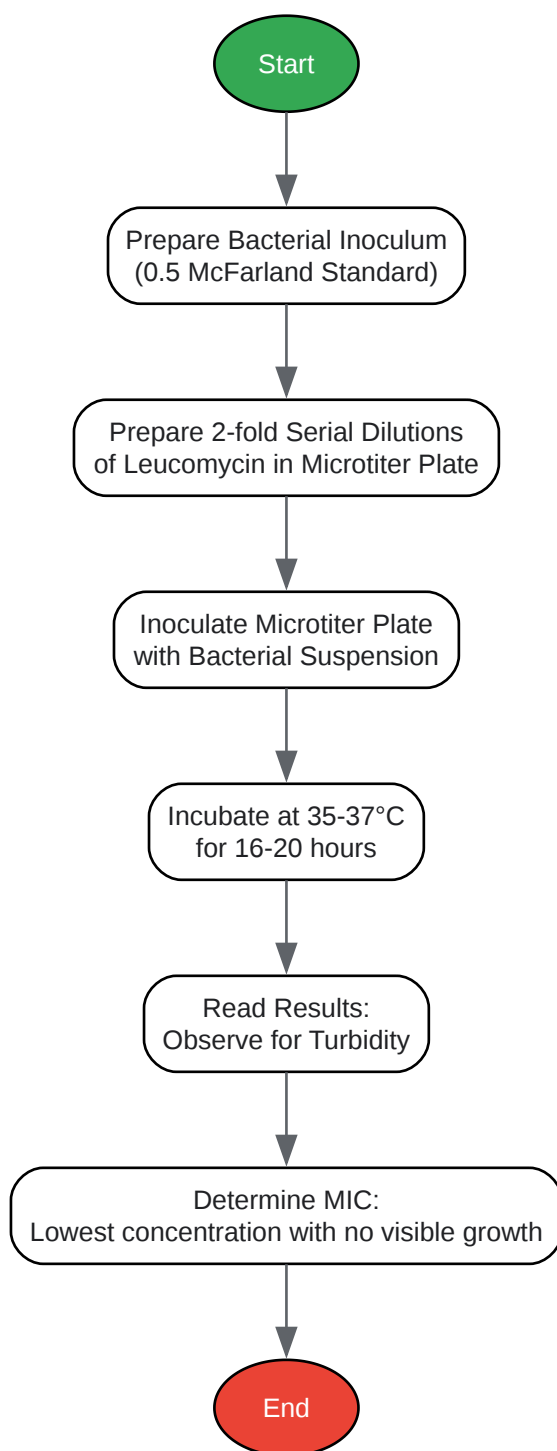 Start
Prepare Bacterial Inoculum
(0.5 McFarland Standard)
Prepare 2-fold Serial Dilutions
of Leucomycin in Microtiter Plate
Inoculate Microtiter Plate
with Bacterial Suspension
Incubate at 35-37°C
for 16-20 hours
Read Results:
Observe for Turbidity
Determine MIC:
Lowest concentration with no visible growth
End